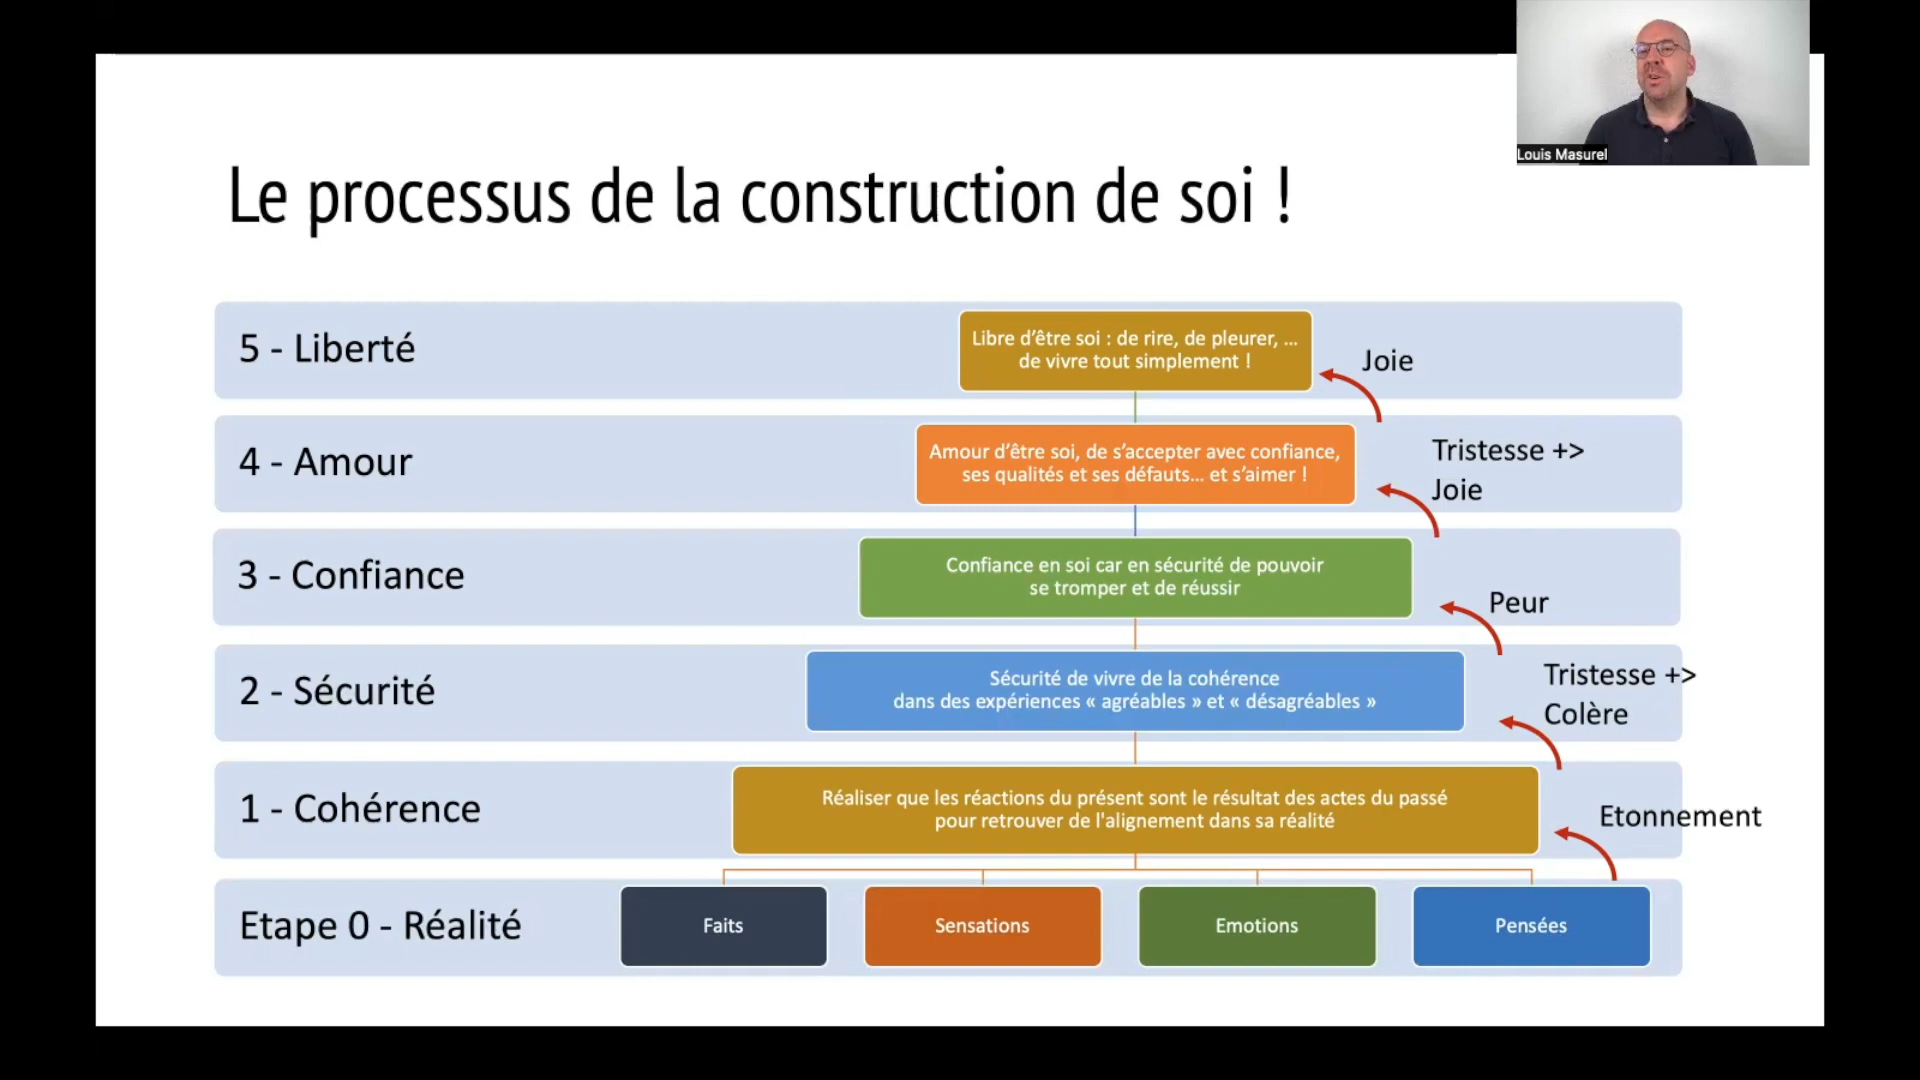 Louis Masurel
Le processus de la construction de soi !
5 - Liberté
Libre d’être soi : de rire, de pleurer, ...
de vivre tout simplement !
Joie
4 - Amour
Amour d’être soi, de s’accepter avec confiance,
ses qualités et ses défauts... et s’aimer !
Tristesse +>
Joie
3 - Confiance
Confiance en soi car en sécurité de pouvoir
se tromper et de réussir
Peur
2 - Sécurité
Sécurité de vivre de la cohérence
dans des expériences « agréables » et « désagréables »
Tristesse +>
Colère
1 - Cohérence
Réaliser que les réactions du présent sont le résultat des actes du passé
pour retrouver de l'alignement dans sa réalité
Etonnement
Etape 0 - Réalité
Faits
Sensations
Emotions
Pensées